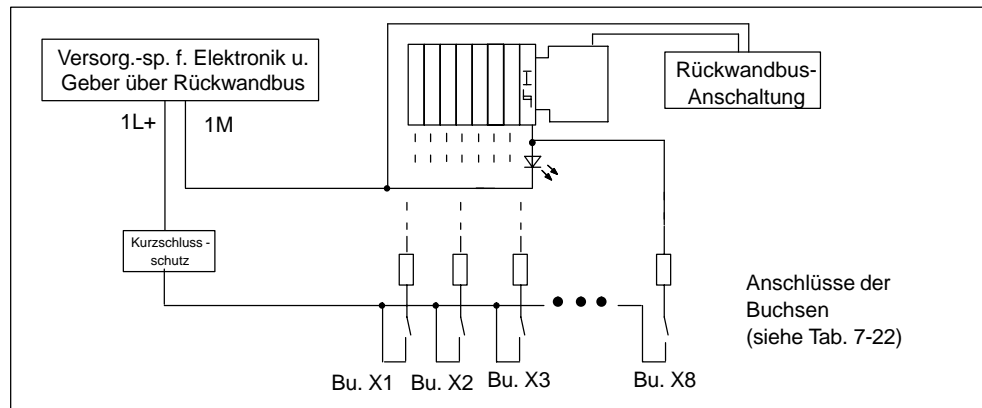 Versorg.-sp. f. Elektronik u.
Geber über Rückwandbus
1L+
1M
Rückwandbus-
Anschaltung
Kurzschluss -
schutz
Anschlüsse der
Buchsen
(siehe Tab. 7-22)
Bu. X1
Bu. X2
Bu. X3
Bu. X8